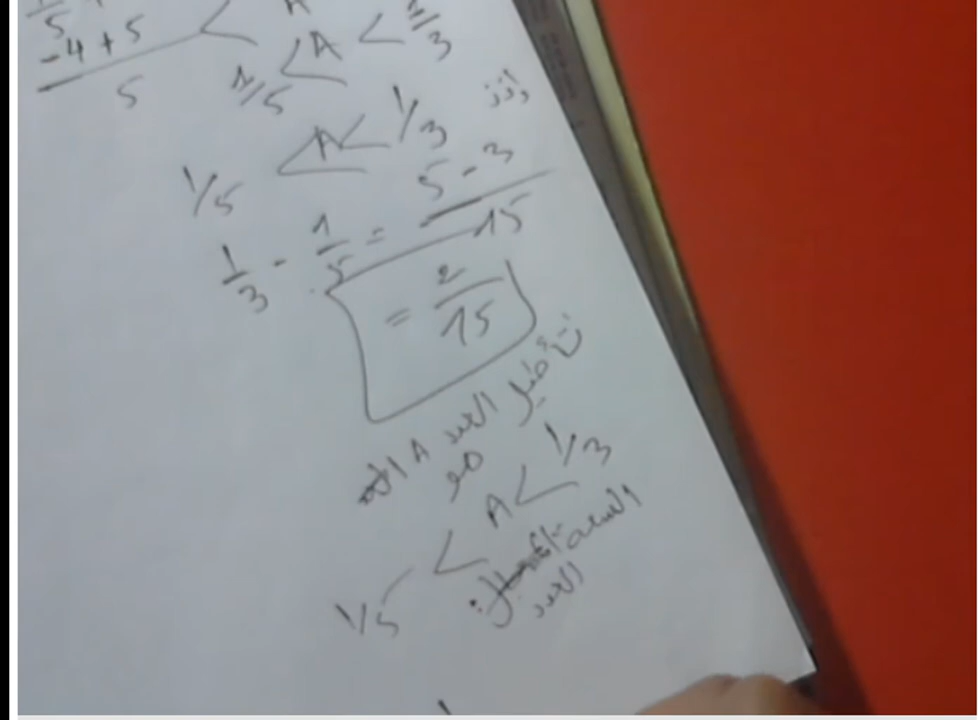 -4 + 5
5
1/5 ≤ A ≤ 1/3
إذن
1/5 ≤ A ≤ 1/3
1/3 - 1/5 = 5 - 3 / 15
= 2/15
تأطير العدد A
هو
1/5 ≤ A ≤ 1/3
السعة
العدد